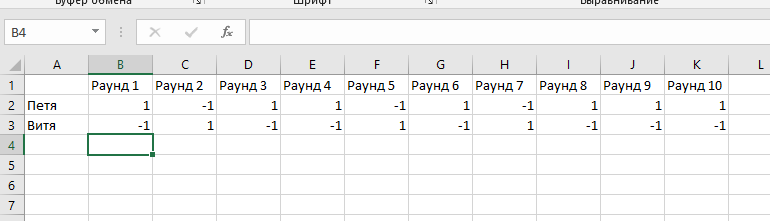 Буфер обмена Шрифт Выравнивание
B4 fx
A B C D E F G H I J K L
1 Раунд 1 Раунд 2 Раунд 3 Раунд 4 Раунд 5 Раунд 6 Раунд 7 Раунд 8 Раунд 9 Раунд 10
2 Петя 1 -1 1 1 -1 1 -1 1 1 1
3 Витя -1 1 -1 -1 1 -1 1 -1 -1 -1
4
5
6
7